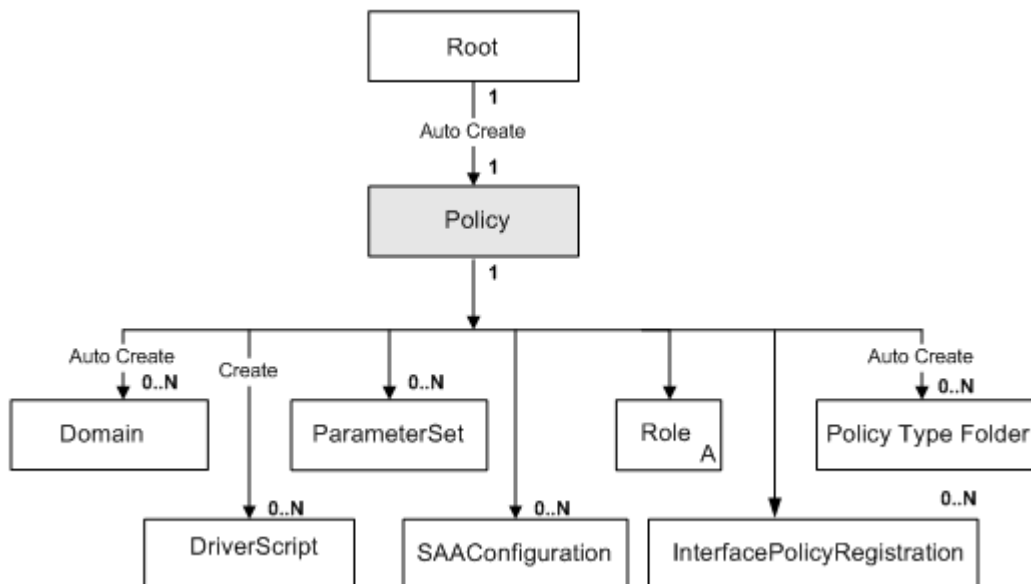 Root
1
Auto Create
1
Policy
1
Auto Create
Create
Auto Create
0..N
0..N
0..N
Domain
ParameterSet
Role
A
Policy Type Folder
0..N
0..N
0..N
DriverScript
SAAConfiguration
InterfacePolicyRegistration